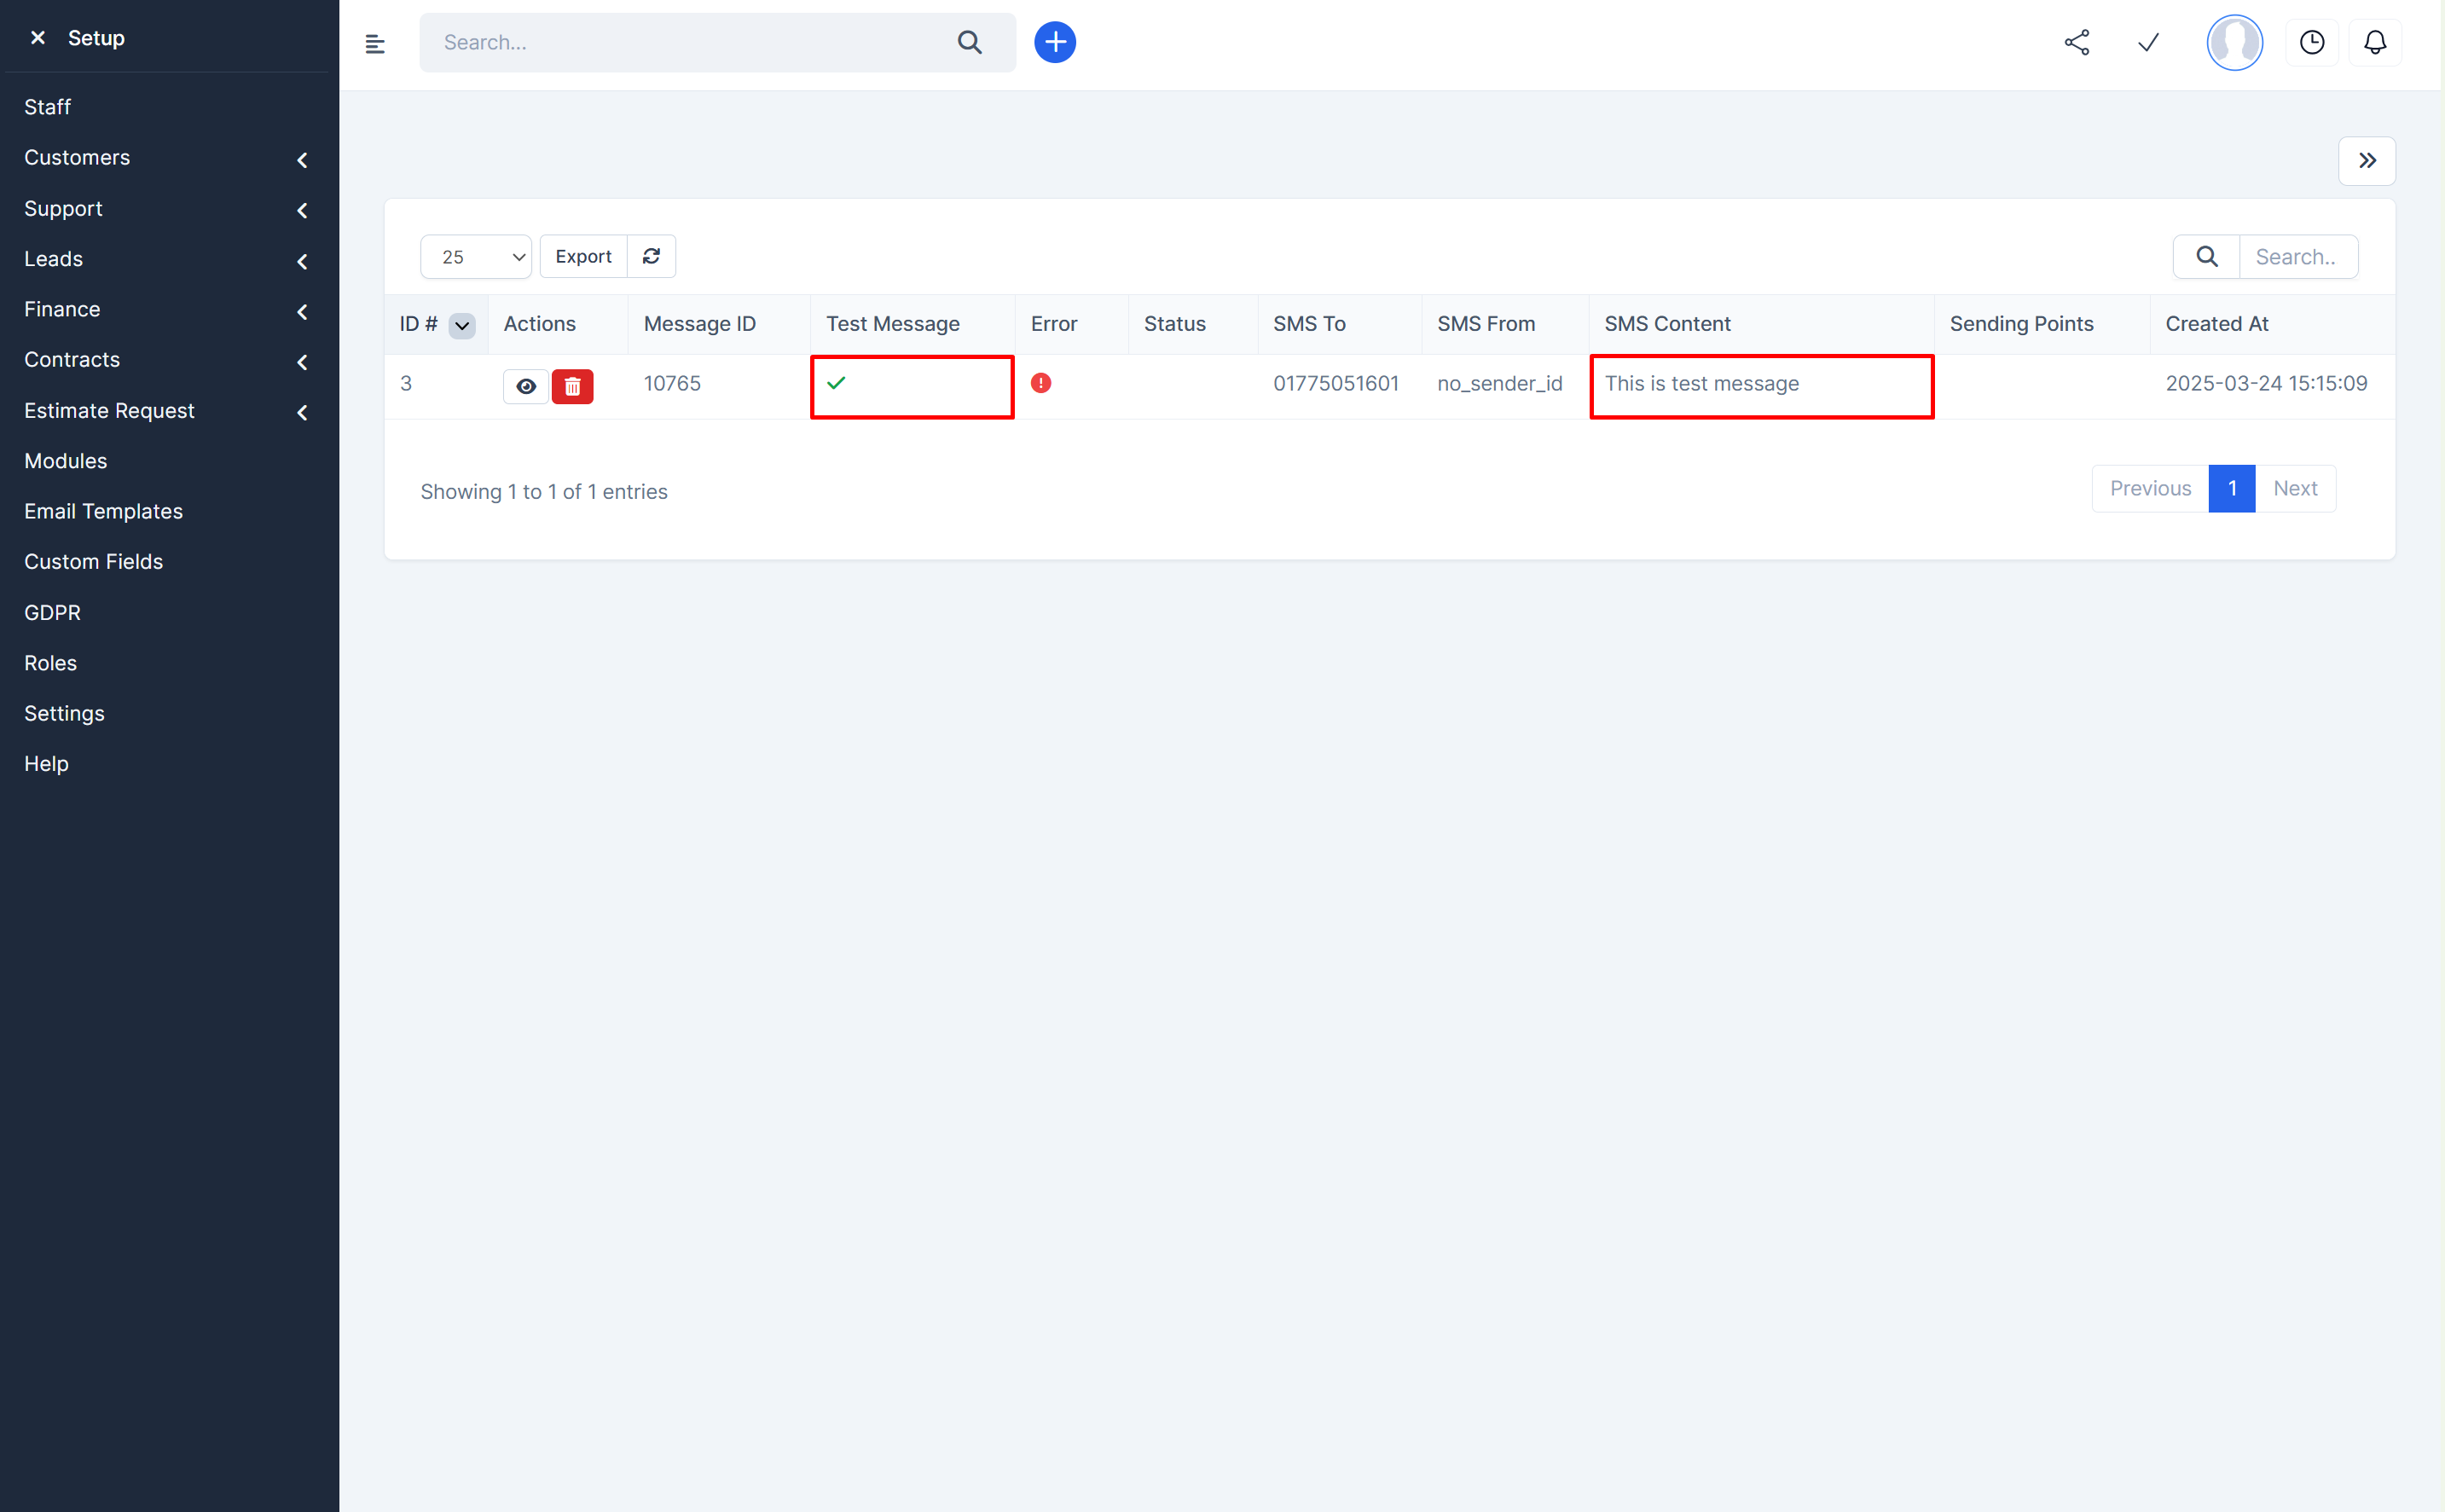 Setup
Staff
Customers
Support
Leads
Finance
Contracts
Estimate Request
Modules
Email Templates
Custom Fields
GDPR
Roles
Settings
Help
Search...
25 Export Search..
ID # Actions Message ID Test Message Error Status SMS To SMS From SMS Content Sending Points Created At
3 10765 01775051601 no_sender_id This is test message 2025-03-24 15:15:09
Showing 1 to 1 of 1 entries
Previous 1 Next